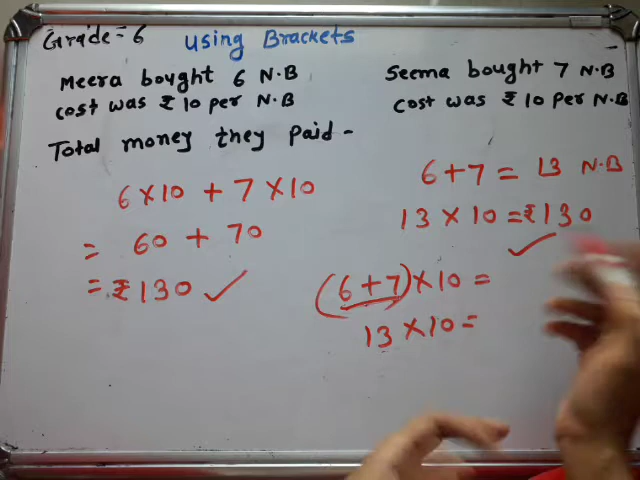 Grade=6 Using Brackets
Meera bought 6 N.B
cost was ₹ 10 per N.B
Seema bought 7 N.B
cost was ₹ 10 Per N.B
Total money they Paid -
6 × 10 + 7 × 10
= 60 + 70
= ₹ 130 ✓
6 + 7 = 13 N.B
13 × 10 = ₹ 130
✓
(6 + 7) × 10 =
13 × 10 =